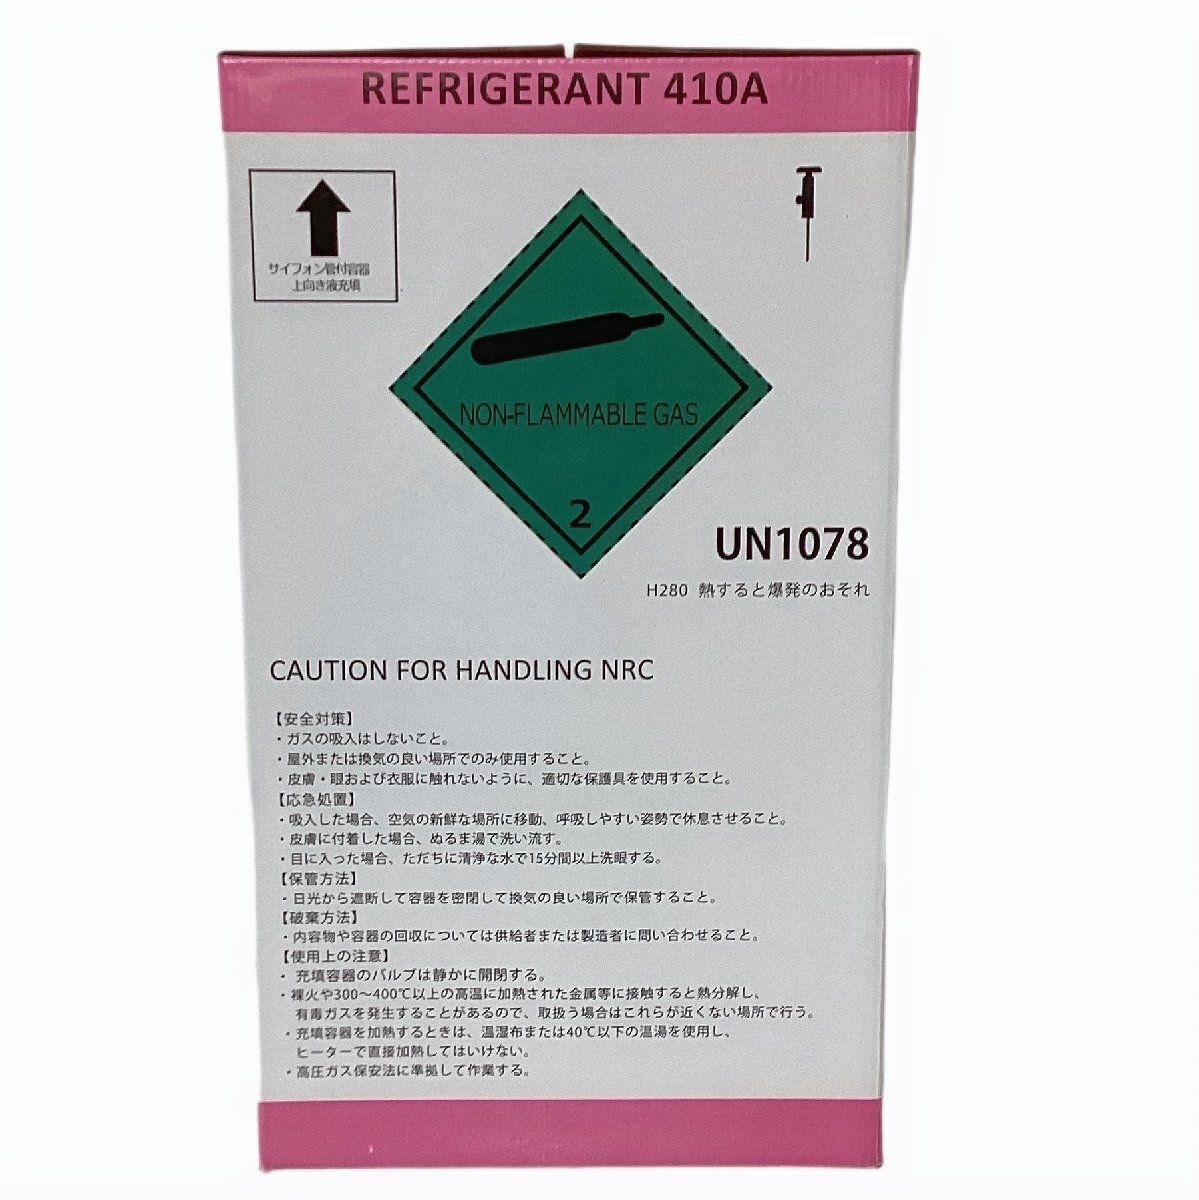 REFRIGERANT 410A
サイフォン管付容器
上向き液充填
NON-FLAMMABLE GAS
2
UN1078
H280 熱すると爆発のおそれ
CAUTION FOR HANDLING NRC
【安全対策】
・ガスの吸入はしないこと。
・屋外または換気の良い場所でのみ使用すること。
・皮膚・眼および衣服に触れないように、適切な保護具を使用すること。
【応急処置】
・吸入した場合、空気の新鮮な場所に移動、呼吸しやすい姿勢で休息させること。
・皮膚に付着した場合、ぬるま湯で洗い流す。
・目に入った場合、ただちに清浄な水で15分間以上洗眼する。
【保管方法】
・日光から遮断して容器を密閉して換気の良い場所で保管すること。
【破棄方法】
・内容物や容器の回収については供給者または製造者に問い合わせること。
【使用上の注意】
・ 充填容器のバルブは静かに開閉する。
・裸火や300～400℃以上の高温に加熱された金属等に接触すると熱分解し、
有毒ガスを発生することがあるので、取扱う場合はこれらが近くない場所で行う。
・充填容器を加熱するときは、温湿布または40℃以下の温湯を使用し、
ヒーターで直接加熱してはいけない。
・高圧ガス保安法に準拠して作業する。